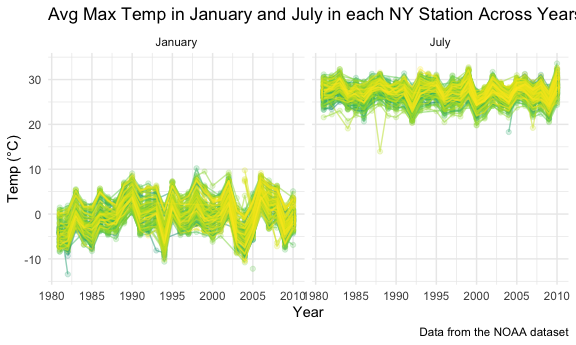 Avg Max Temp in January and July in each NY Station Across Years
January July
Temp (°C)
30
20
10
0
-10
1980 1985 1990 1995 2000 2005 2010 1980 1985 1990 1995 2000 2005 2010
Year
Data from the NOAA dataset